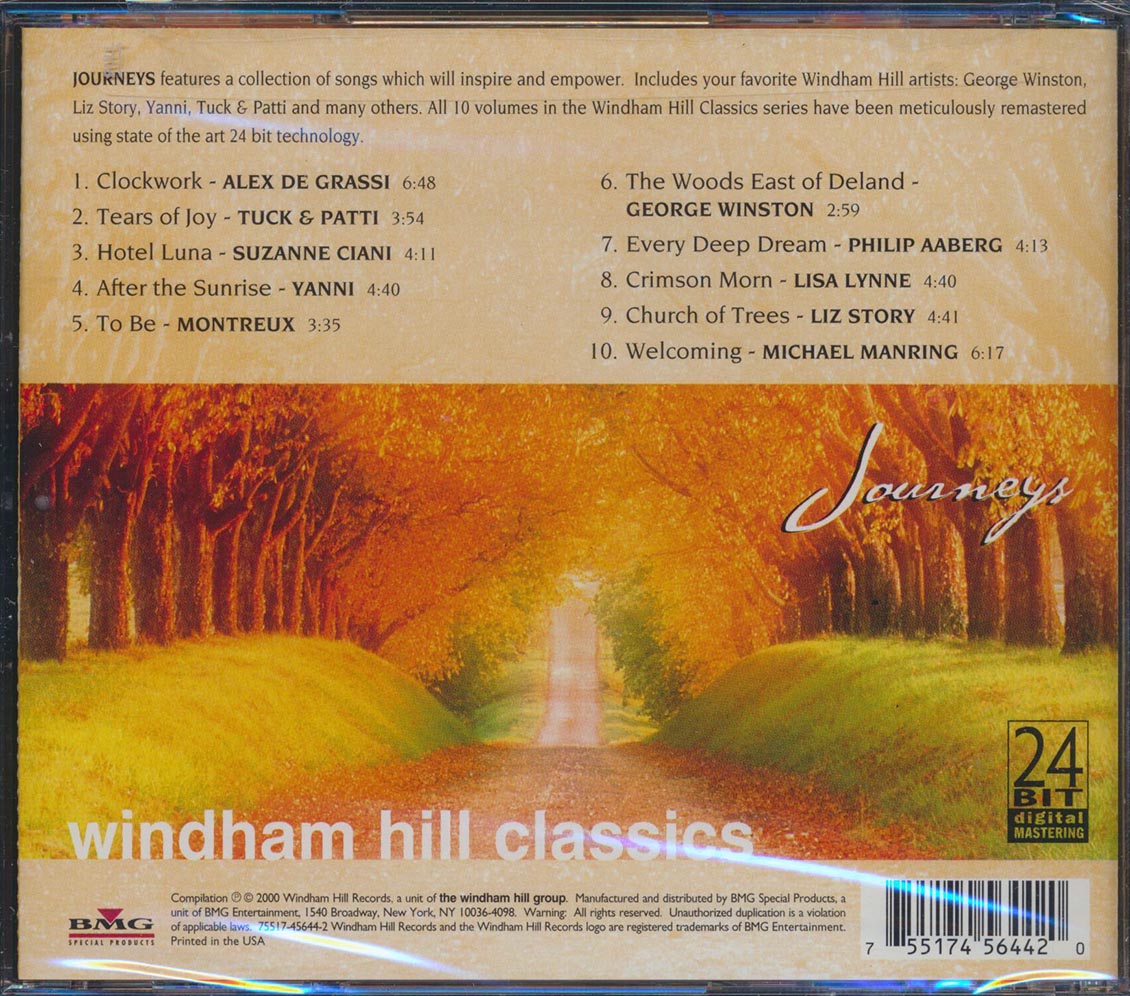 JOURNEYS features a collection of songs which will inspire and empower. Includes your favorite Windham Hill artists: George Winston,
Liz Story, Yanni, Tuck & Patti and many others. All 10 volumes in the Windham Hill Classics series have been meticulously remastered
using state of the art 24 bit technology.
1. Clockwork - ALEX DE GRASSI 6:48
2. Tears of Joy - TUCK & PATTI 3:54
3. Hotel Luna - SUZANNE CIANI 4:11
4. After the Sunrise - YANNI 4:40
5. To Be - MONTREUX 3:35
6. The Woods East of Deland -
GEORGE WINSTON 2:59
7. Every Deep Dream - PHILIP AABERG 4:13
8. Crimson Morn - LISA LYNNE 4:40
9. Church of Trees - LIZ STORY 4:41
10. Welcoming - MICHAEL MANRING 6:17
Journeys
24
BIT
digital
MASTERING
windham hill classics
BMG
SPECIAL PRODUCTS
Compilation ℗ © 2000 Windham Hill Records, a unit of the windham hill group. Manufactured and distributed by BMG Special Products, a
unit of BMG Entertainment, 1540 Broadway, New York, NY 10036-4098. Warning: All rights reserved. Unauthorized duplication is a violation
of applicable laws. 75517-45644-2 Windham Hill Records and the Windham Hill Records logo are registered trademarks of BMG Entertainment.
Printed in the USA
7 55174 56442 0